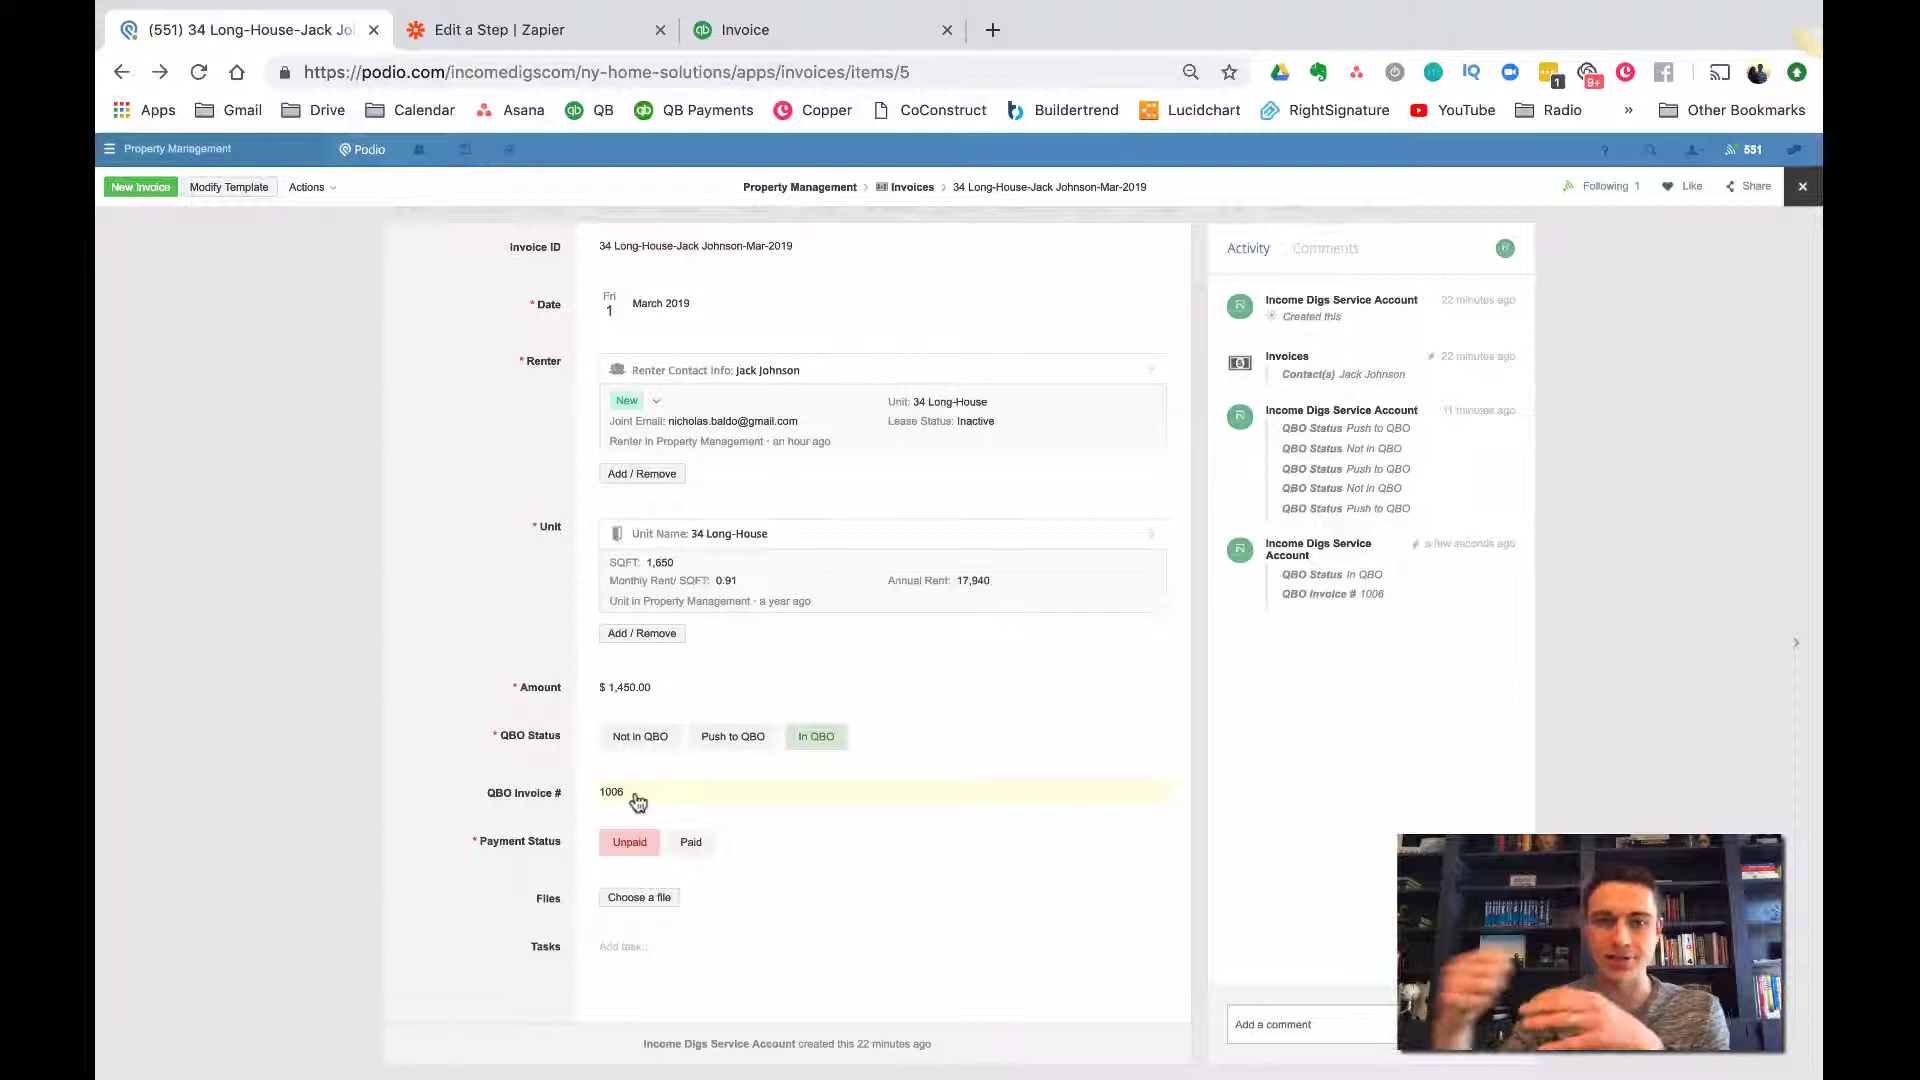 (551) 34 Long-House-Jack Jo
Edit a Step | Zapier
Invoice
https://podio.com/incomedigscom/ny-home-solutions/apps/invoices/items/5
Apps Gmail Drive Calendar Asana QB QB Payments Copper CoConstruct Buildertrend Lucidchart RightSignature YouTube Radio » Other Bookmarks
Property Management Podio ? 551
New Invoice Modify Template Actions Property Management Invoices 34 Long-House-Jack Johnson-Mar-2019 Following 1 Like Share
Invoice ID 34 Long-House-Jack Johnson-Mar-2019
* Date Fri 1 March 2019
* Renter Renter Contact Info: Jack Johnson
New Unit: 34 Long-House
Joint Email: nicholas.baldo@gmail.com Lease Status: Inactive
Renter in Property Management · an hour ago
Add / Remove
* Unit Unit Name: 34 Long-House
SQFT: 1,650
Monthly Rent/ SQFT: 0.91 Annual Rent: 17,940
Unit in Property Management · a year ago
Add / Remove
* Amount $ 1,450.00
* QBO Status Not in QBO Push to QBO In QBO
QBO Invoice # 1006
* Payment Status Unpaid Paid
Files Choose a file
Tasks Add task..
Income Digs Service Account created this 22 minutes ago
Activity Comments
Income Digs Service Account 22 minutes ago
Created this
Invoices 22 minutes ago
Contact(s) Jack Johnson
Income Digs Service Account 11 minutes ago
QBO Status Push to QBO
QBO Status Not in QBO
QBO Status Push to QBO
QBO Status Not in QBO
QBO Status Push to QBO
Income Digs Service Account a few seconds ago
QBO Status In QBO
QBO Invoice # 1006
Add a comment